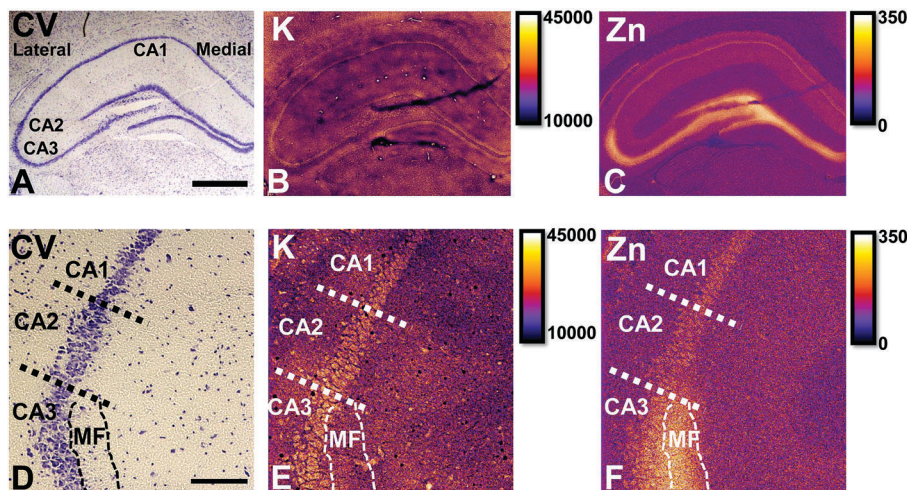 CV
Lateral
CA1
Medial
CA2
CA3
A
K
B
45000
10000
Zn
C
350
0
CV
CA1
CA2
CA3
MF
D
K
CA1
CA2
CA3
MF
E
45000
10000
Zn
CA1
CA2
CA3
MF
F
350
0